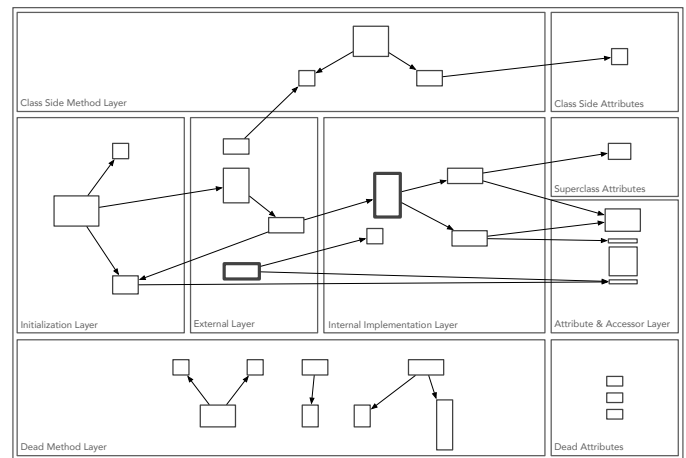 Class Side Method Layer
Class Side Attributes
Superclass Attributes
Initialization Layer
External Layer
Internal Implementation Layer
Attribute & Accessor Layer
Dead Method Layer
Dead Attributes